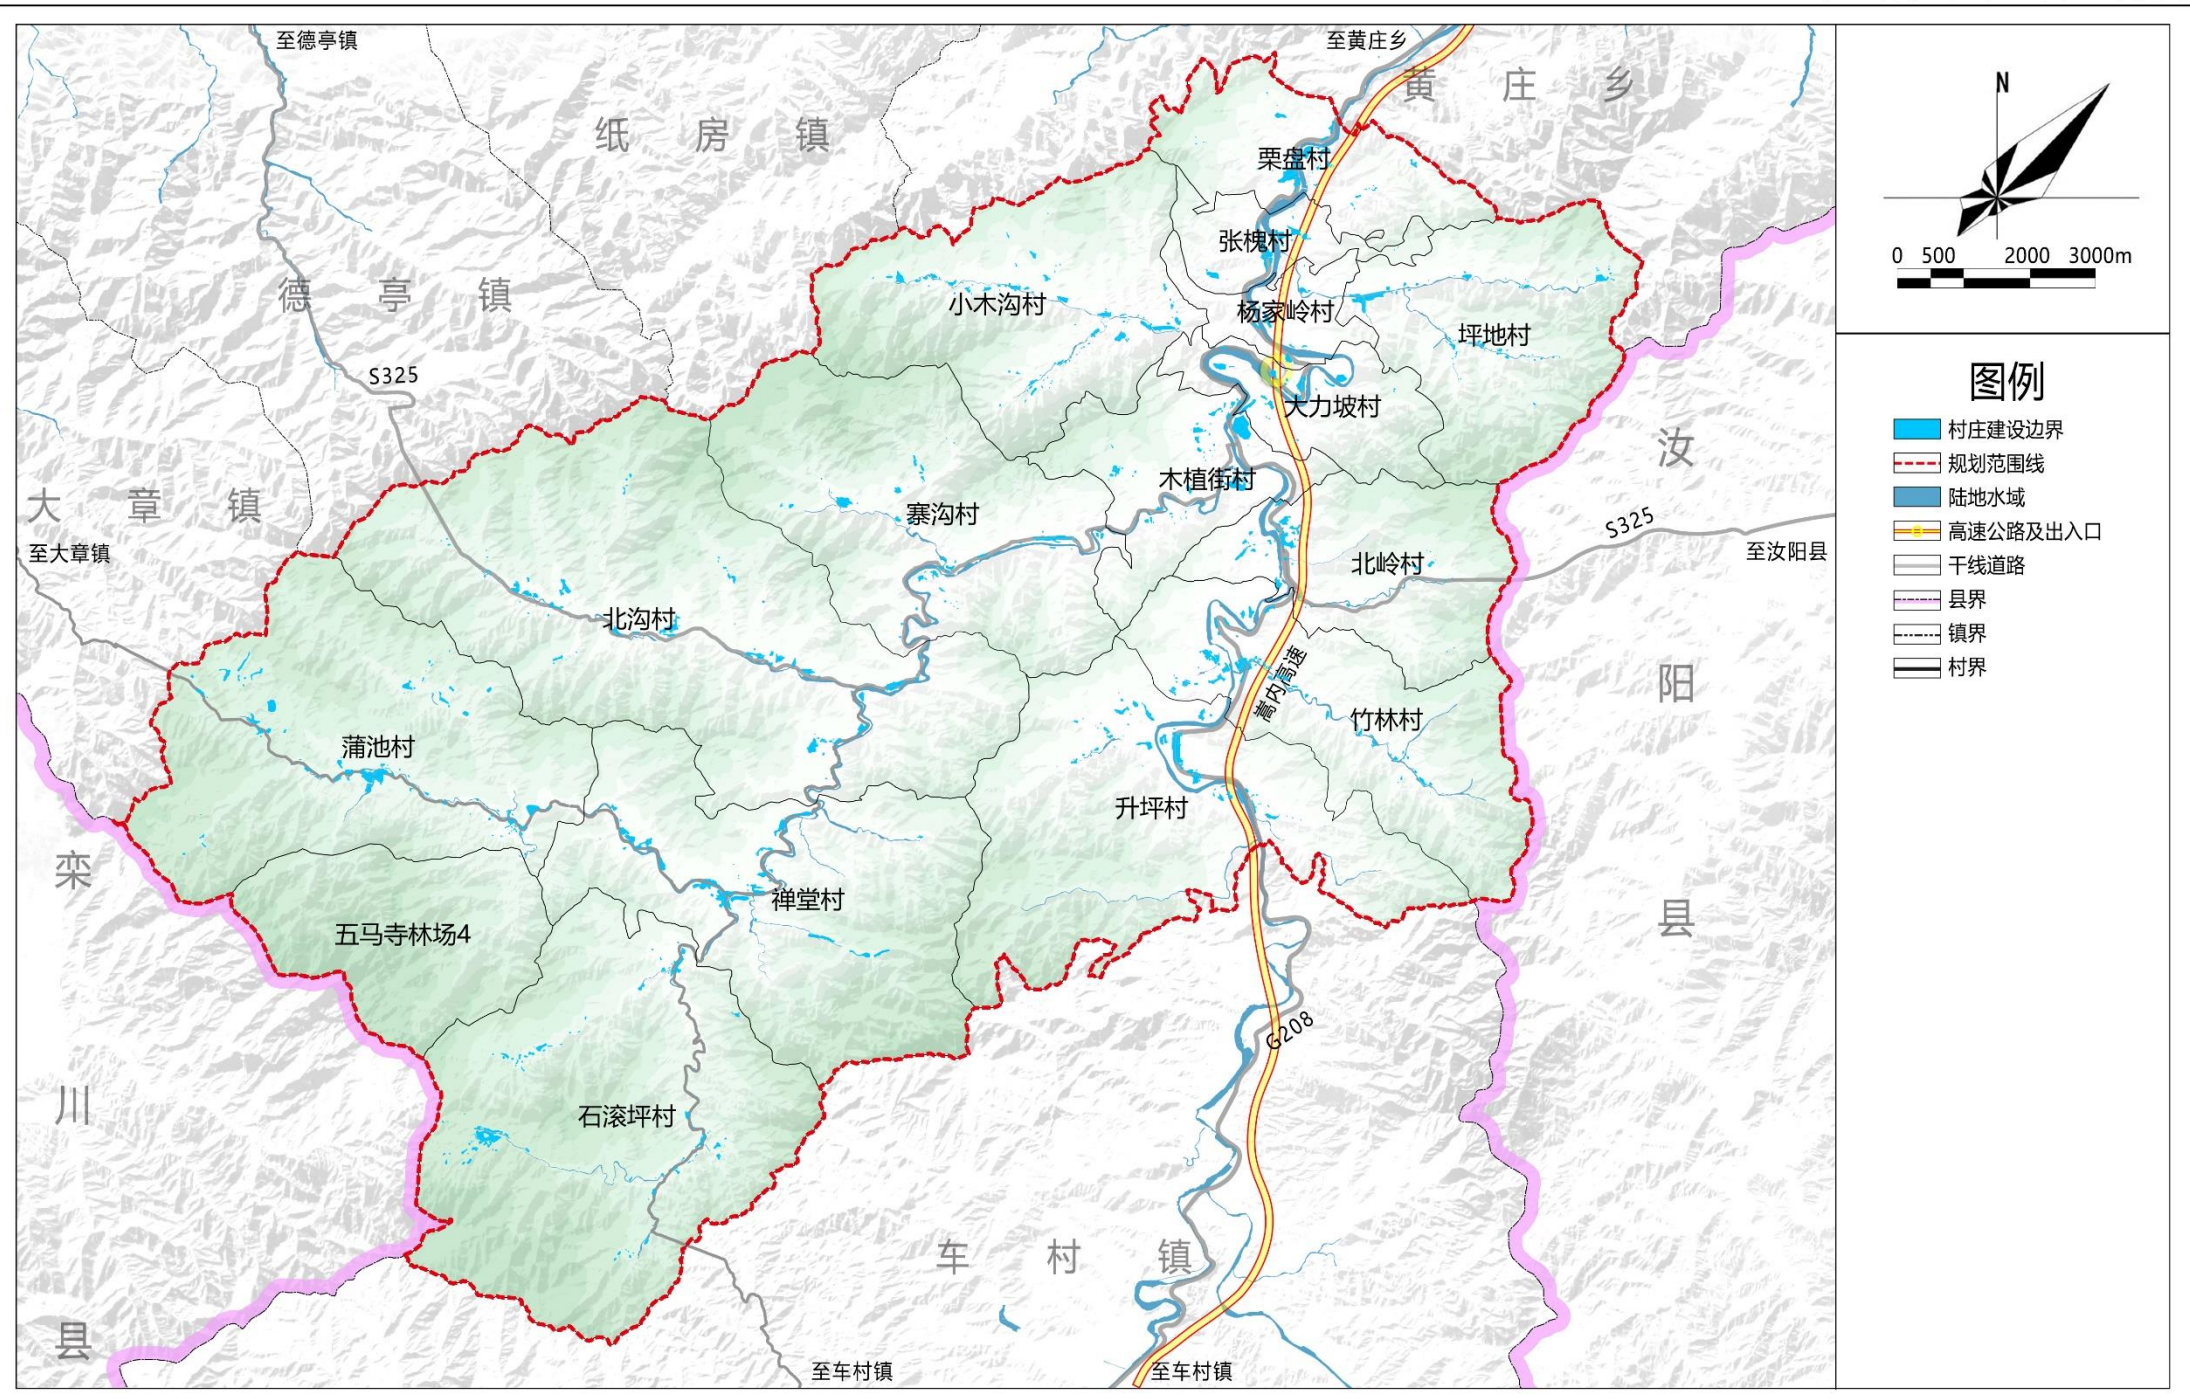 至德亭镇
至黄庄乡
黄庄乡
纸房镇
栗盘村
张槐村
德亭镇
小木沟村
杨家岭村
坪地村
S325
大力坡村
汝阳县
木植街村
大章镇
寨沟村
S325
至大章镇
北岭村
至汝阳县
北沟村
嵩内高速
竹林村
蒲池村
升坪村
栾川县
禅堂村
五马寺林场4
G208
石滚坪村
车村镇
至车村镇
至车村镇
N
0 500 2000 3000m
图例
村庄建设边界
规划范围线
陆地水域
高速公路及出入口
干线道路
县界
镇界
村界